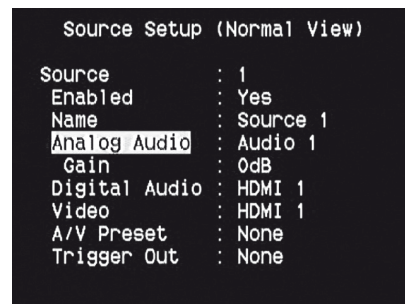 Source Setup (Normal View)
Source : 1
Enabled : Yes
Name : Source 1
Analog Audio : Audio 1
Gain : 0dB
Digital Audio : HDMI 1
Video : HDMI 1
A/V Preset : None
Trigger Out : None